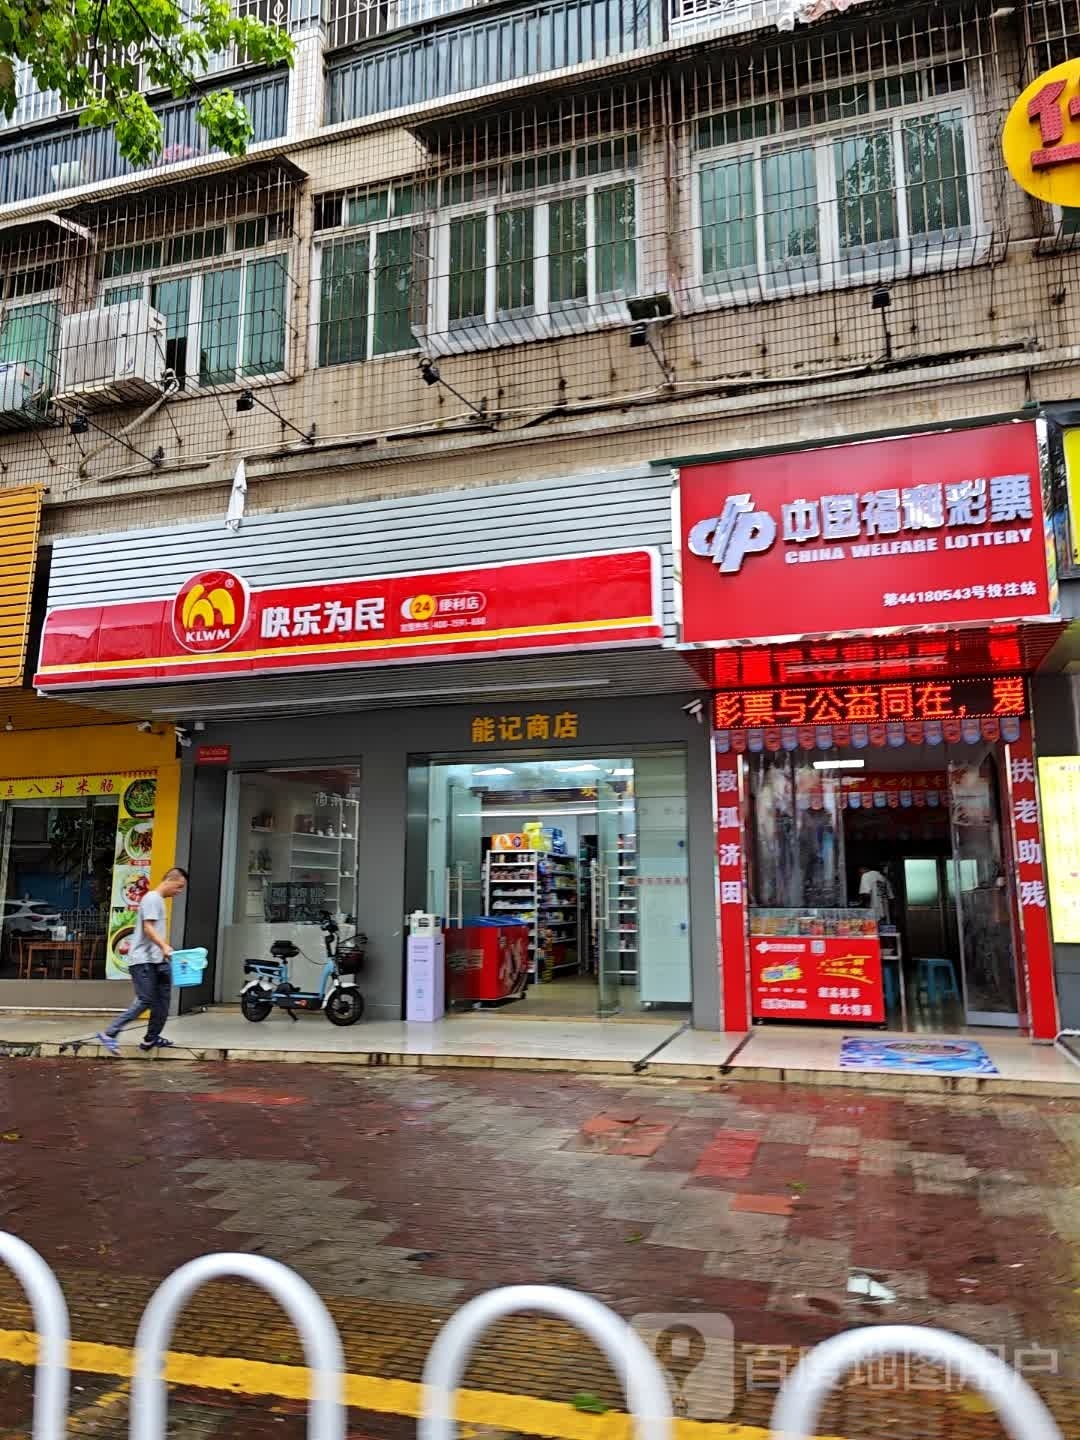 中国福利彩票
CHINA WELFARE LOTTERY
第44180543号投注站
KLWM
快乐为民
24
便利店
能记商店
彩票与公益同在，爱
救孤济困
扶老助残
点八斗米肠
百度地图用户